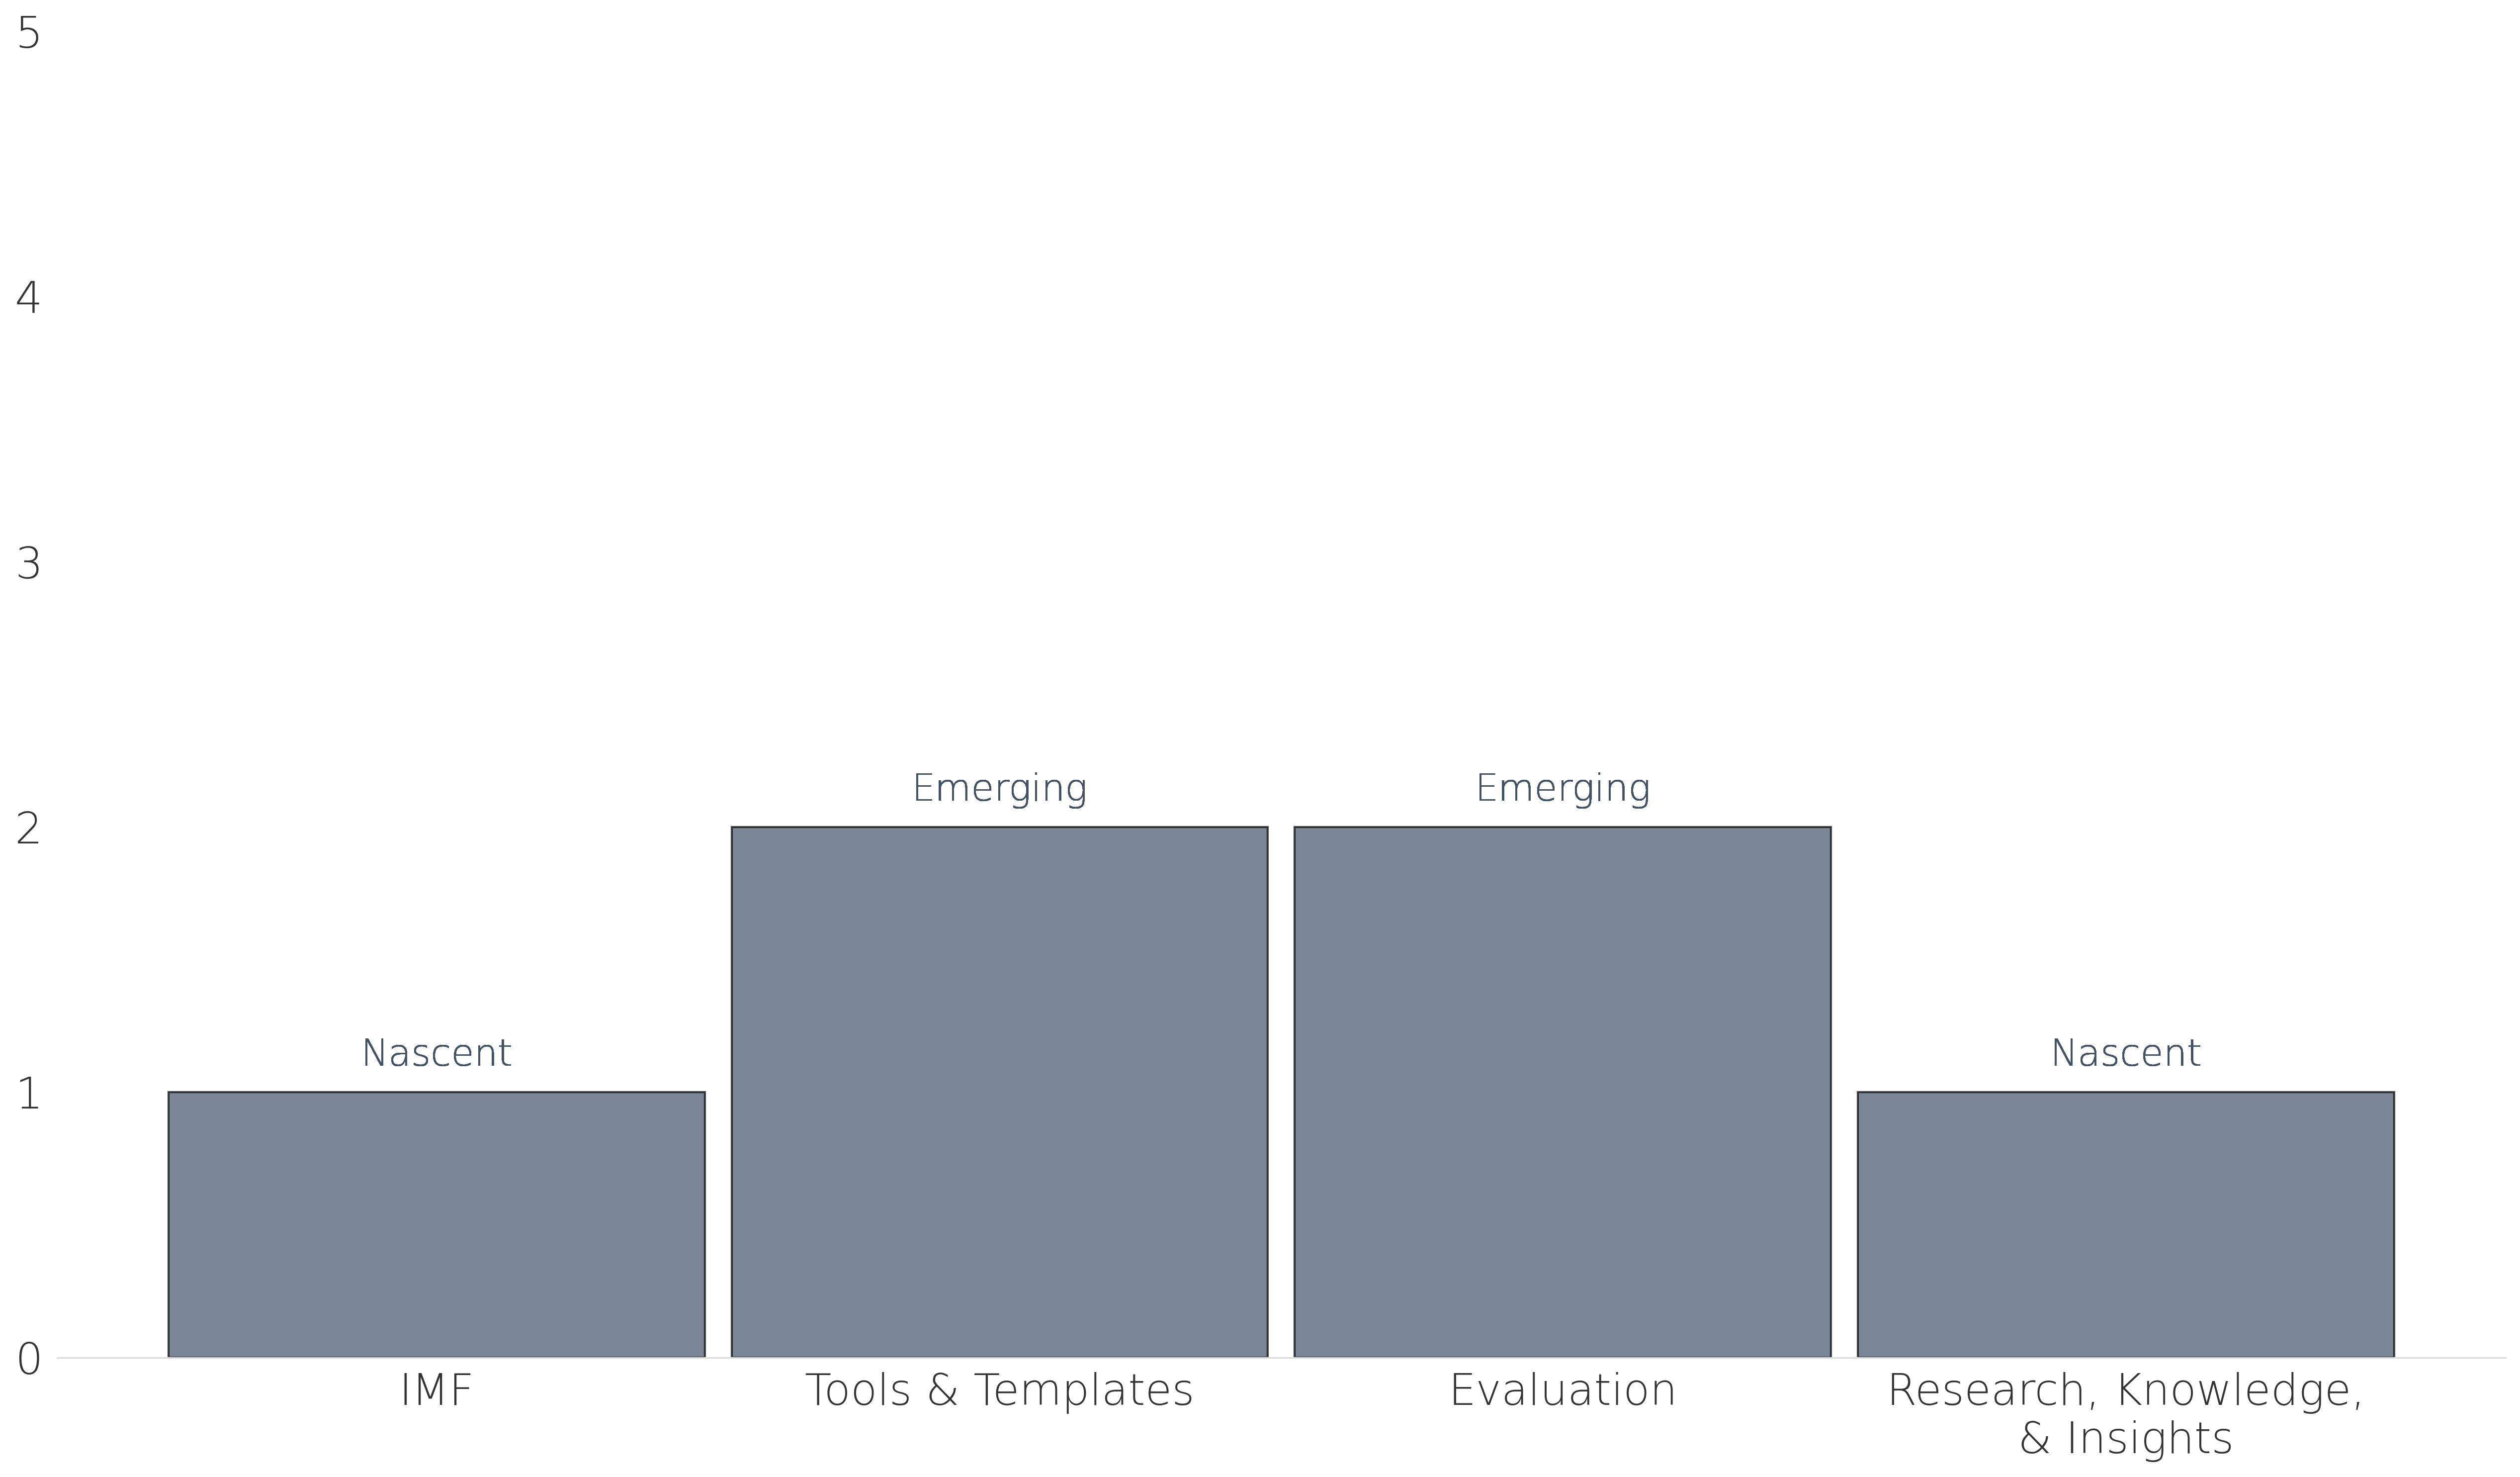 5
4
3
2
1
0
Nascent
Emerging
Emerging
Nascent
IMF
Tools & Templates
Evaluation
Research, Knowledge,
& Insights